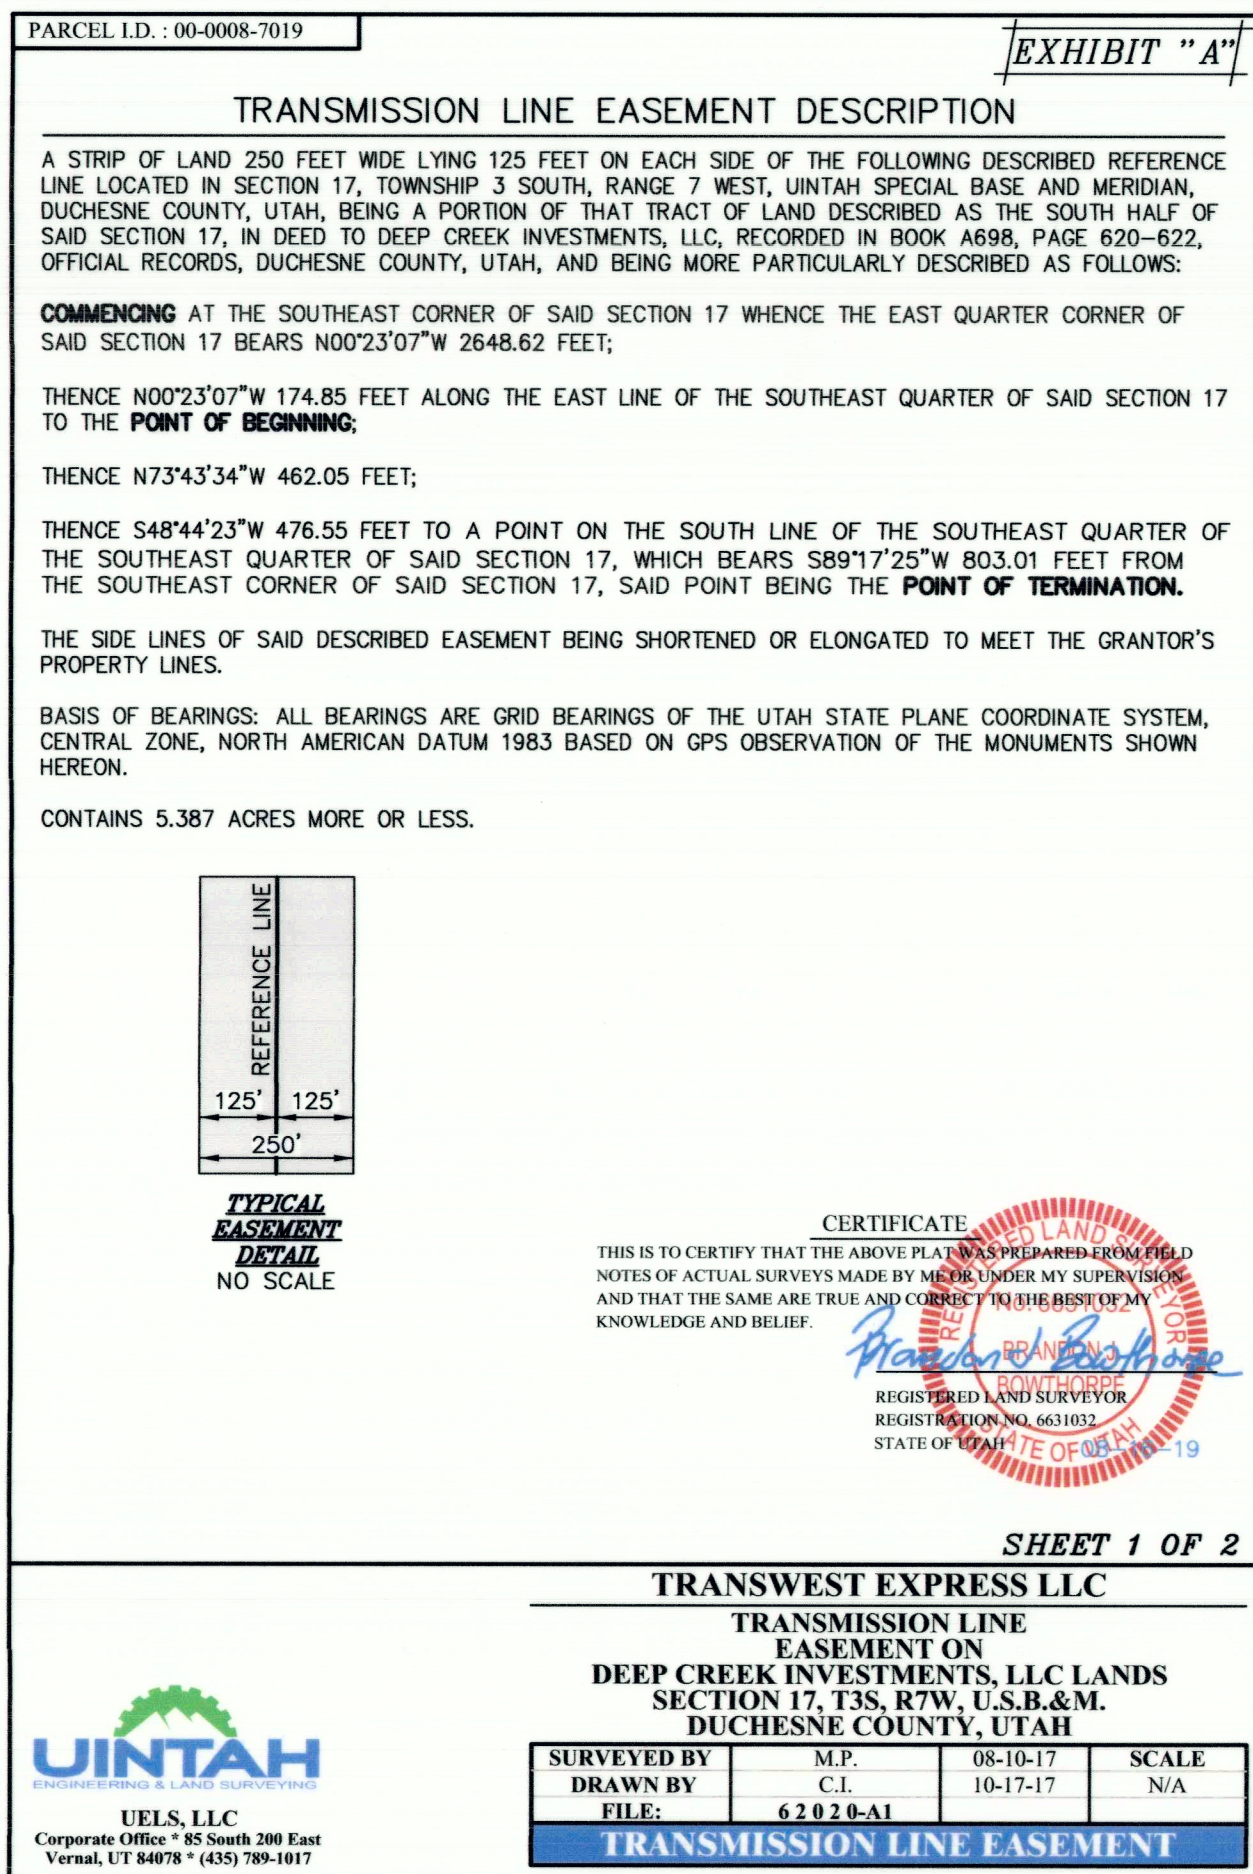 PARCEL I.D. : 00-0008-7019
EXHIBIT "A"
TRANSMISSION LINE EASEMENT DESCRIPTION
A STRIP OF LAND 250 FEET WIDE LYING 125 FEET ON EACH SIDE OF THE FOLLOWING DESCRIBED REFERENCE
LINE LOCATED IN SECTION 17, TOWNSHIP 3 SOUTH, RANGE 7 WEST, UINTAH SPECIAL BASE AND MERIDIAN,
DUCHESNE COUNTY, UTAH, BEING A PORTION OF THAT TRACT OF LAND DESCRIBED AS THE SOUTH HALF OF
SAID SECTION 17, IN DEED TO DEEP CREEK INVESTMENTS, LLC, RECORDED IN BOOK A698, PAGE 620-622,
OFFICIAL RECORDS, DUCHESNE COUNTY, UTAH, AND BEING MORE PARTICULARLY DESCRIBED AS FOLLOWS:
COMMENCING AT THE SOUTHEAST CORNER OF SAID SECTION 17 WHENCE THE EAST QUARTER CORNER OF
SAID SECTION 17 BEARS N00°23'07"W 2648.62 FEET;
THENCE N00°23'07"W 174.85 FEET ALONG THE EAST LINE OF THE SOUTHEAST QUARTER OF SAID SECTION 17
TO THE POINT OF BEGINNING;
THENCE N73°43'34"W 462.05 FEET;
THENCE S48°44'23"W 476.55 FEET TO A POINT ON THE SOUTH LINE OF THE SOUTHEAST QUARTER OF
THE SOUTHEAST QUARTER OF SAID SECTION 17, WHICH BEARS S89°17'25"W 803.01 FEET FROM
THE SOUTHEAST CORNER OF SAID SECTION 17, SAID POINT BEING THE POINT OF TERMINATION.
THE SIDE LINES OF SAID DESCRIBED EASEMENT BEING SHORTENED OR ELONGATED TO MEET THE GRANTOR'S
PROPERTY LINES.
BASIS OF BEARINGS: ALL BEARINGS ARE GRID BEARINGS OF THE UTAH STATE PLANE COORDINATE SYSTEM,
CENTRAL ZONE, NORTH AMERICAN DATUM 1983 BASED ON GPS OBSERVATION OF THE MONUMENTS SHOWN
HEREON.
CONTAINS 5.387 ACRES MORE OR LESS.
REFERENCE LINE
125' 125'
250'
TYPICAL
EASEMENT
DETAIL
NO SCALE
CERTIFICATE
THIS IS TO CERTIFY THAT THE ABOVE PLAT WAS PREPARED FROM FIELD
NOTES OF ACTUAL SURVEYS MADE BY ME OR UNDER MY SUPERVISION
AND THAT THE SAME ARE TRUE AND CORRECT TO THE BEST OF MY
KNOWLEDGE AND BELIEF.
Brandon J Bowthorpe
REGISTERED LAND SURVEYOR
REGISTRATION NO. 6631032
STATE OF UTAH
REGISTERED LAND SURVEYOR
No. 6631032
BRANDON J.
BOWTHORPE
STATE OF UTAH
SHEET 1 OF 2
TRANSWEST EXPRESS LLC
TRANSMISSION LINE
EASEMENT ON
DEEP CREEK INVESTMENTS, LLC LANDS
SECTION 17, T3S, R7W, U.S.B.&M.
DUCHESNE COUNTY, UTAH
SURVEYED BY M.P. 08-10-17 SCALE
DRAWN BY C.I. 10-17-17 N/A
FILE: 6 2 0 2 0-A1
TRANSMISSION LINE EASEMENT
UINTAH
ENGINEERING & LAND SURVEYING
UELS, LLC
Corporate Office * 85 South 200 East
Vernal, UT 84078 * (435) 789-1017